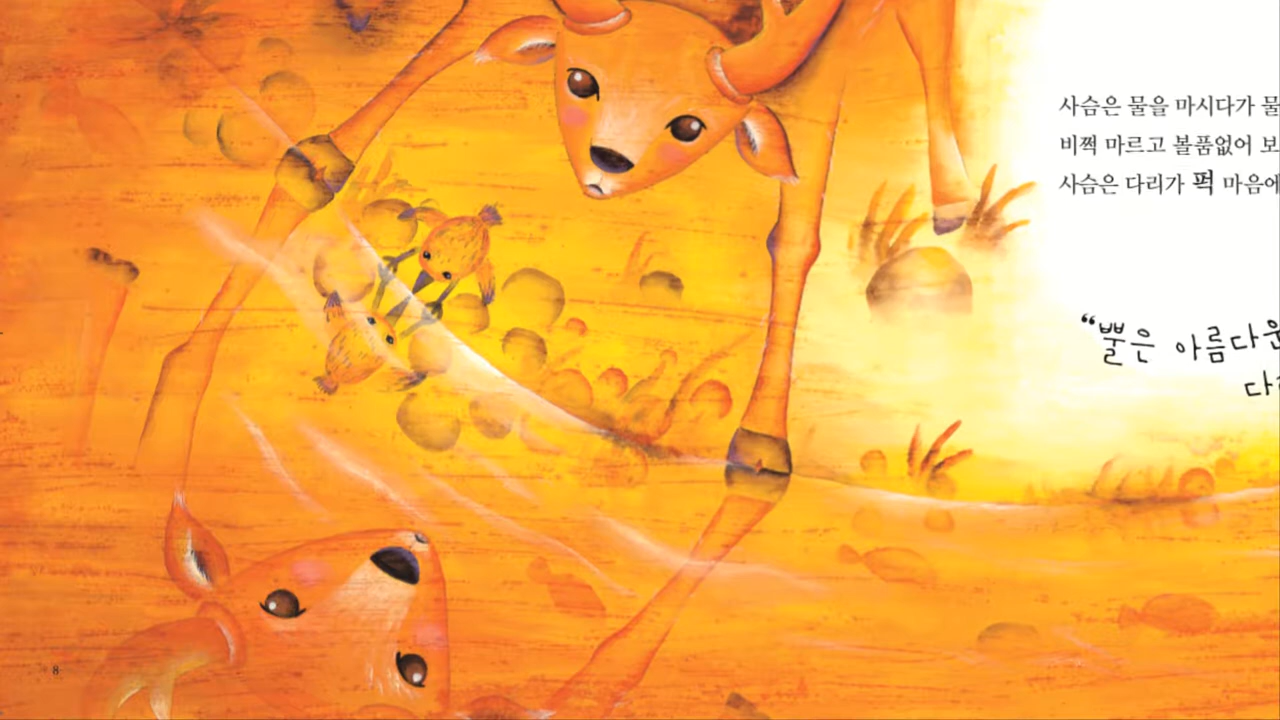 사슴은 물을 마시다가 물
비쩍 마르고 볼품없어 보
사슴은 다리가 퍽 마음에
“뿔은 아름다운
다
8